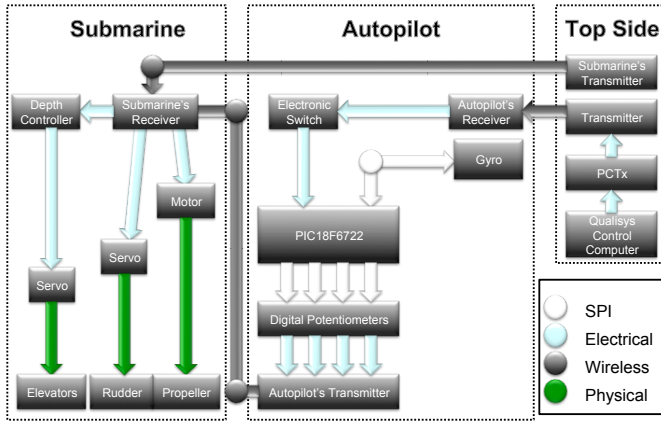 Submarine
Autopilot
Top Side
Submarine's
Transmitter
Depth
Controller
Submarine's
Receiver
Electronic
Switch
Autopilot's
Receiver
Transmitter
Gyro
PCTx
Motor
PIC18F6722
Qualisys
Control
Computer
Servo
Servo
Digital Potentiometers
Elevators
Rudder
Propeller
Autopilot's Transmitter
SPI
Electrical
Wireless
Physical